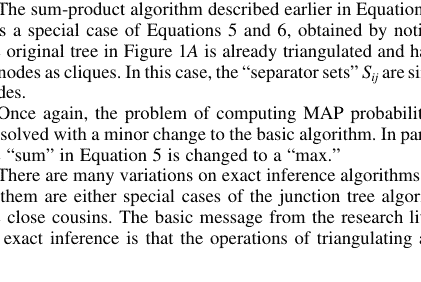 The sum-product algorithm described earlier in Equation
s a special case of Equations 5 and 6, obtained by noti
original tree in Figure 1A is already triangulated and ha
nodes as cliques. In this case, the “separator sets” Sij are si
des.
Once again, the problem of computing MAP probabilit
solved with a minor change to the basic algorithm. In par
“sum” in Equation 5 is changed to a “max.”
There are many variations on exact inference algorithms
them are either special cases of the junction tree algor
close cousins. The basic message from the research li
exact inference is that the operations of triangulating a